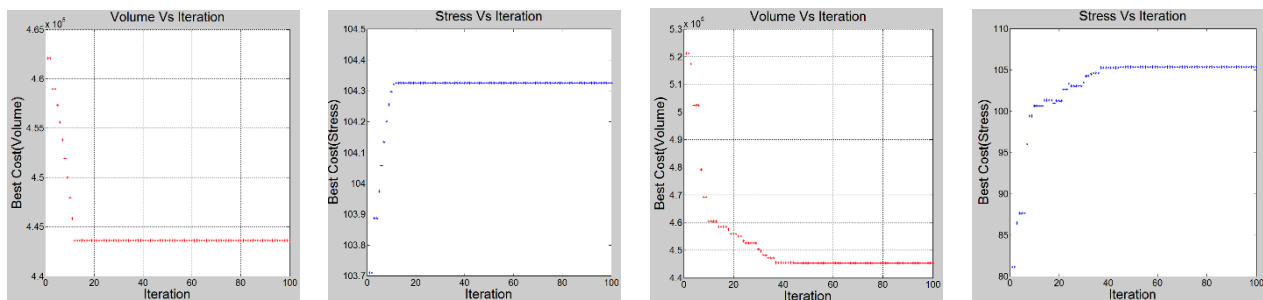 Volume Vs Iteration
x 10^5
4.65
4.6
4.55
4.5
4.45
4.4
0 20 40 60 80 100
Best Cost(Volume)
Iteration
Stress Vs Iteration
104.5
104.4
104.3
104.2
104.1
104
103.9
103.8
103.7
0 20 40 60 80 100
Best Cost(Stress)
Iteration
Volume Vs Iteration
x 10^5
5.3
5.2
5.1
5
4.9
4.8
4.7
4.6
4.5
4.4
0 20 40 60 80 100
Best Cost(Volume)
Iteration
Stress Vs Iteration
110
105
100
95
90
85
80
0 20 40 60 80 100
Best Cost(Stress)
Iteration